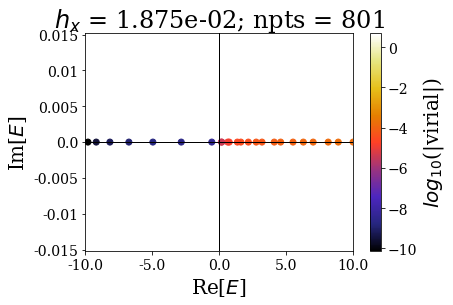 h_x = 1.875e-02; npts = 801
0.015
0.01
0.005
0.0
-0.005
-0.01
-0.015
Im[E]
-10.0 -5.0 0.0 5.0 10.0
Re[E]
0
−2
−4
−6
−8
−10
log10(|virial|)